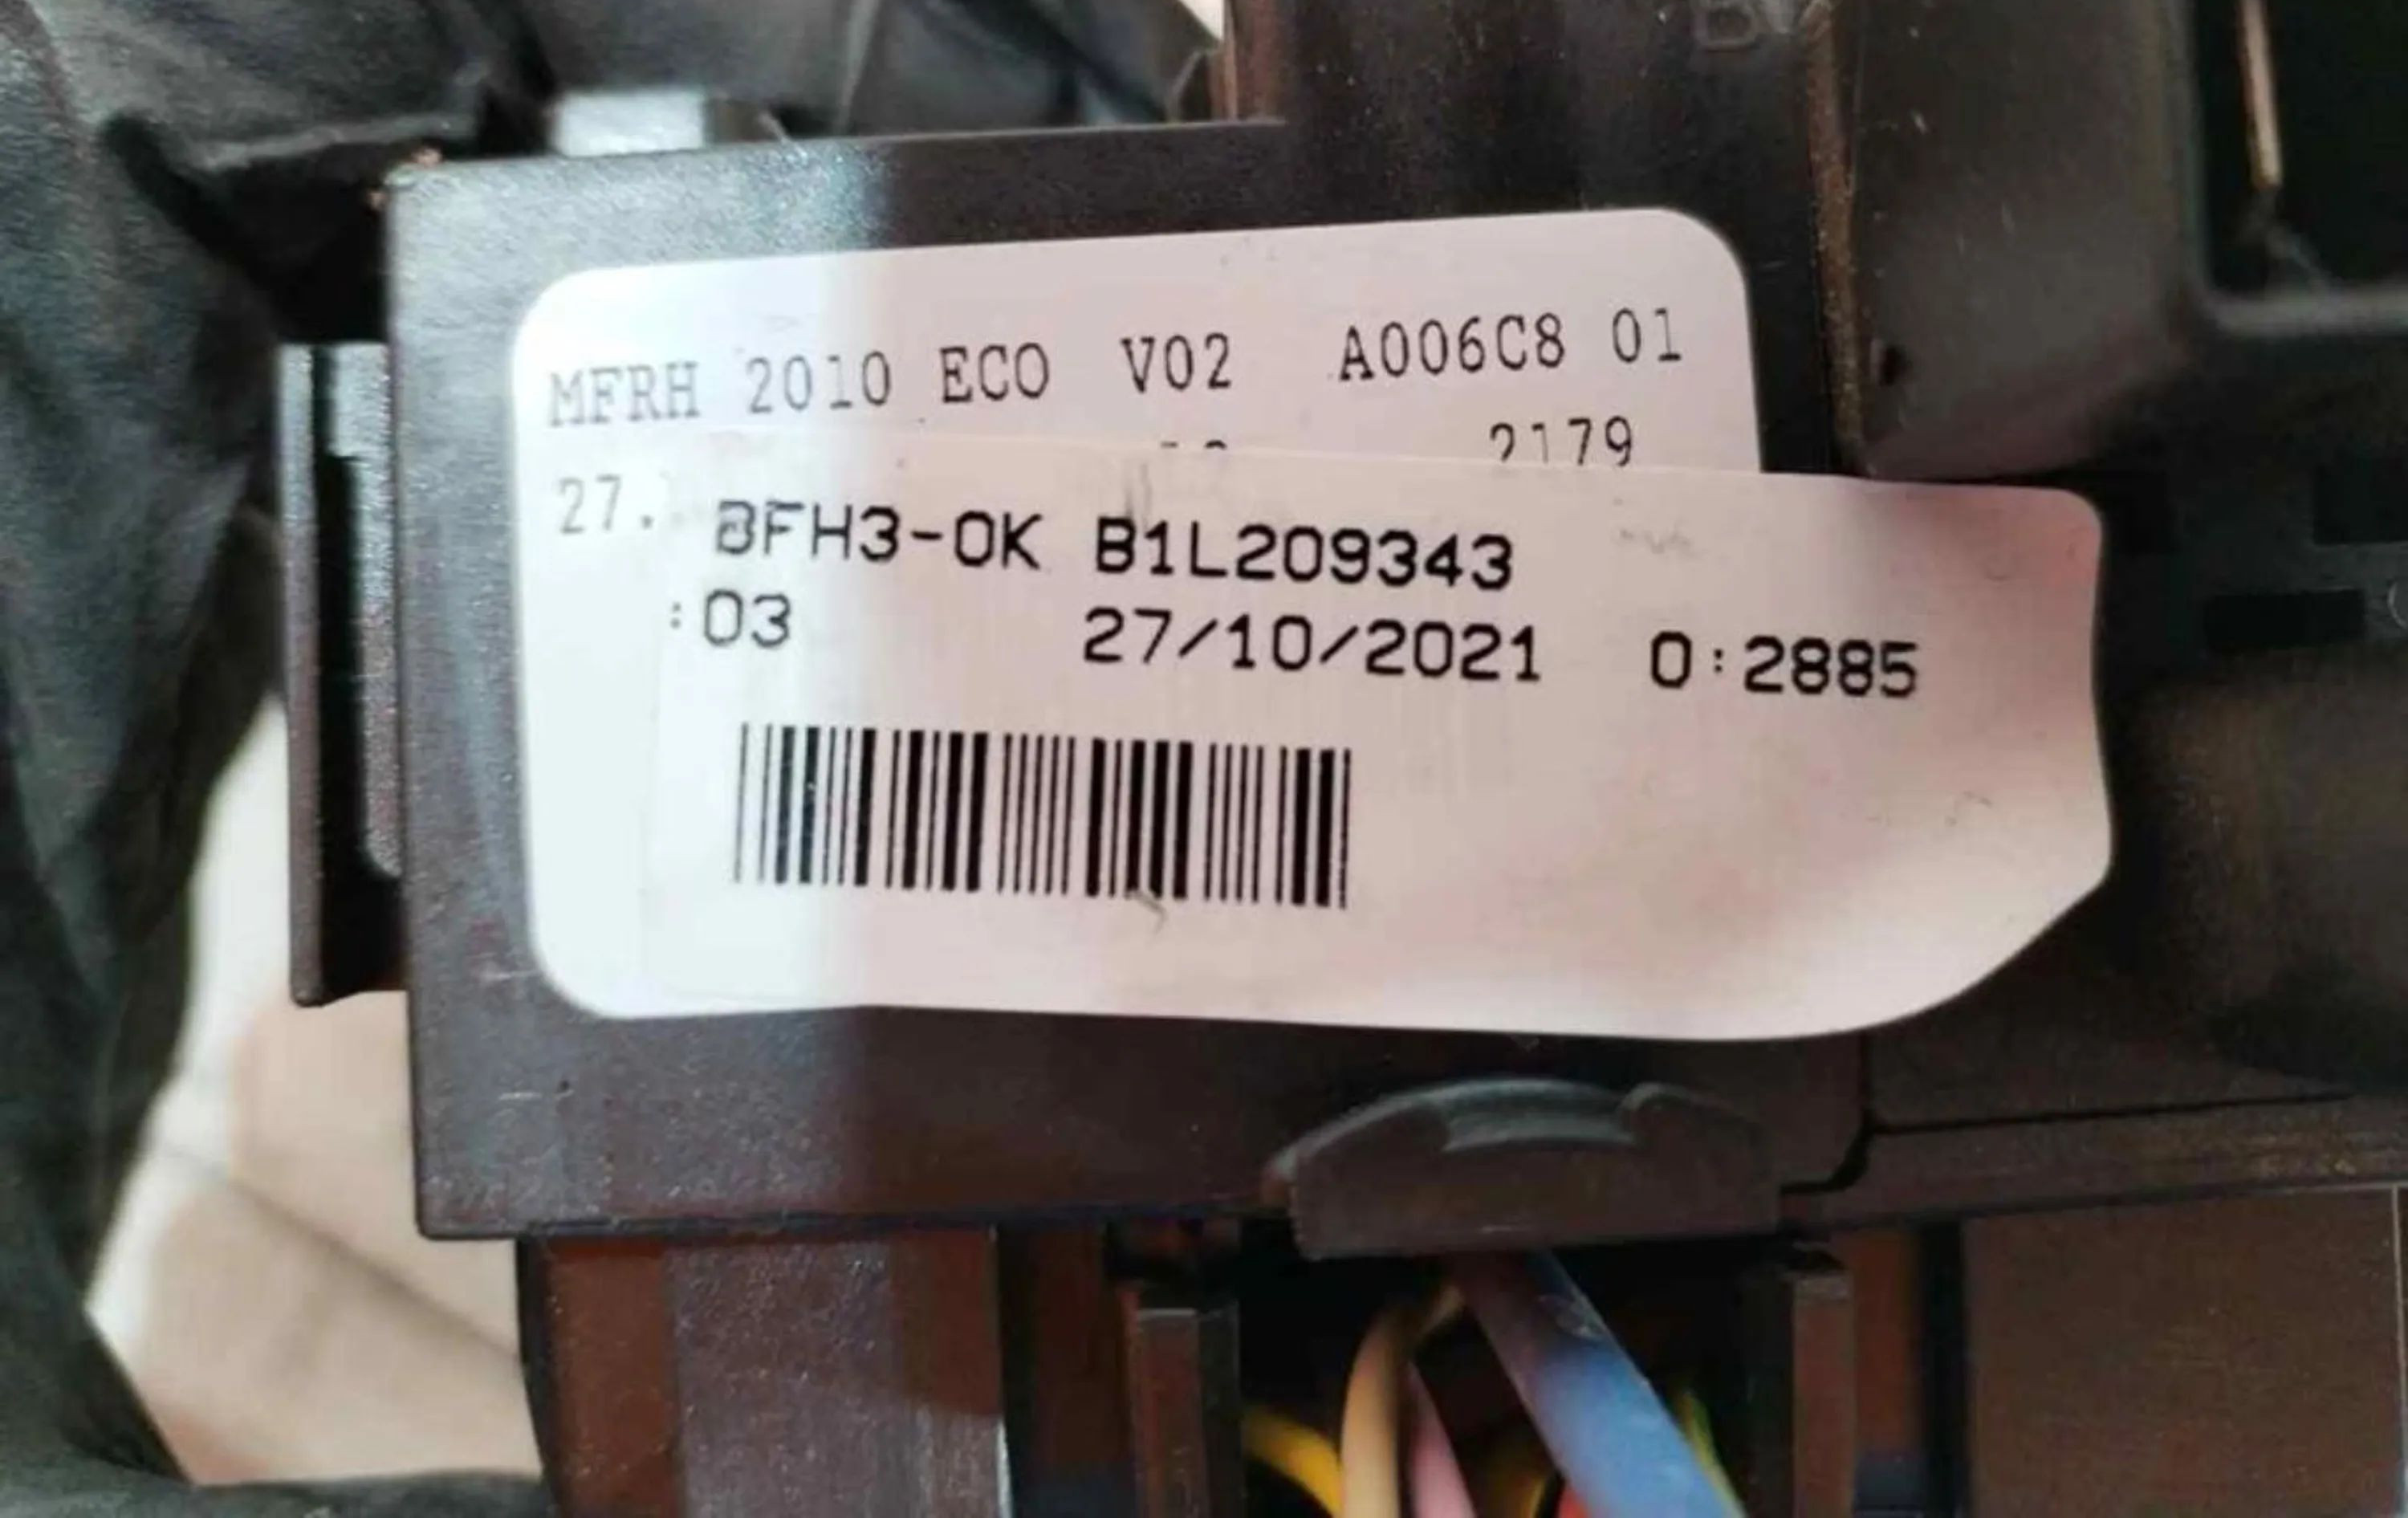 MFRH 2010 ECO V02 A006C8 01
2179
27.
BFH3-OK B1L209343
:03 27/10/2021 0:2885